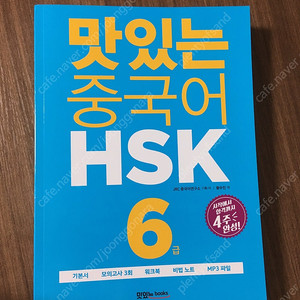 맛있는
중국어
HSK
6급
시작에서
합격까지
4주
완성!
기본서 모의고사 3회 워크북 비법 노트 MP3 파일
맛있는 books